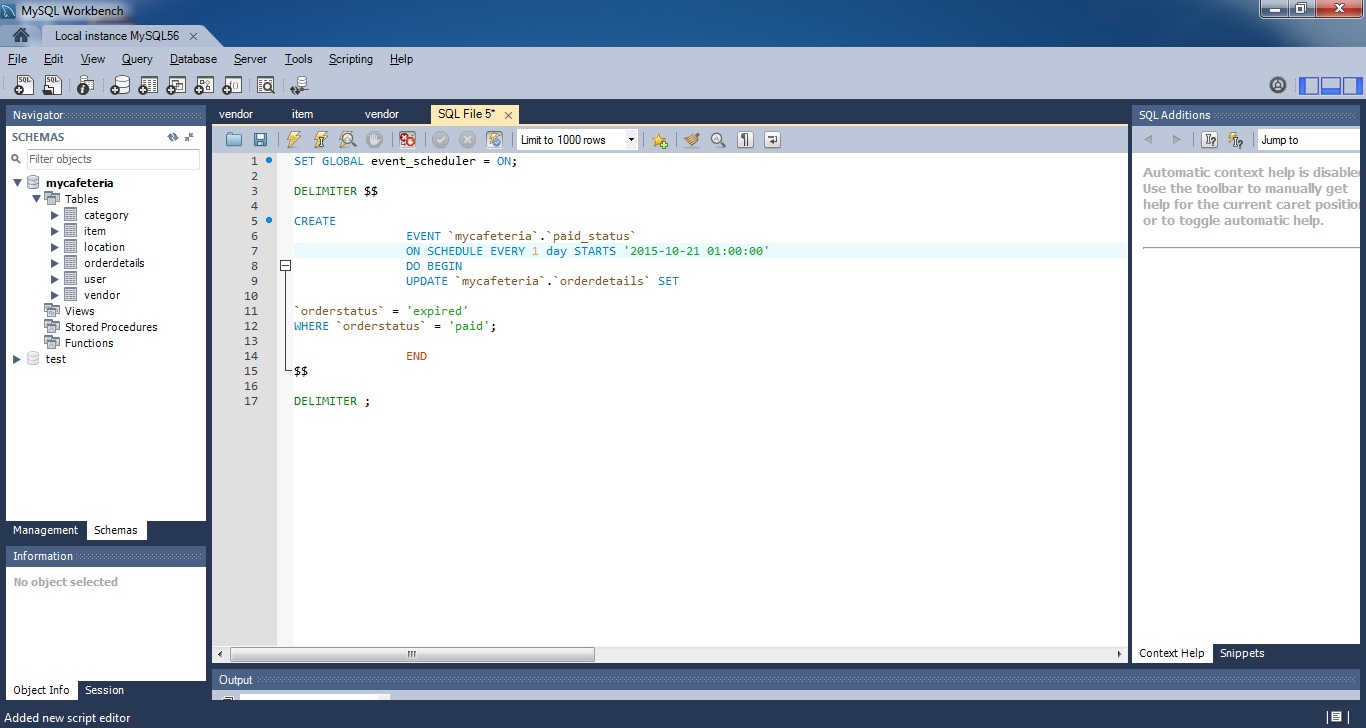 MySQL Workbench
Local instance MySQL56
File Edit View Query Database Server Tools Scripting Help
Navigator
SCHEMAS
Filter objects
mycafeteria
Tables
category
item
location
orderdetails
user
vendor
Views
Stored Procedures
Functions
test
Management Schemas
Information
No object selected
Object Info Session
vendor item vendor SQL File 5*
Limit to 1000 rows
1 SET GLOBAL event_scheduler = ON;
2
3 DELIMITER $$
4
5 CREATE
6 EVENT `mycafeteria`.`paid_status`
7 ON SCHEDULE EVERY 1 day STARTS '2015-10-21 01:00:00'
8 DO BEGIN
9 UPDATE `mycafeteria`.`orderdetails` SET
10
11 `orderstatus` = 'expired'
12 WHERE `orderstatus` = 'paid';
13
14 END
15 $$
16
17 DELIMITER ;
Output
SQL Additions
Jump to
Automatic context help is disable
Use the toolbar to manually get
help for the current caret positio
or to toggle automatic help.
Context Help Snippets
Added new script editor